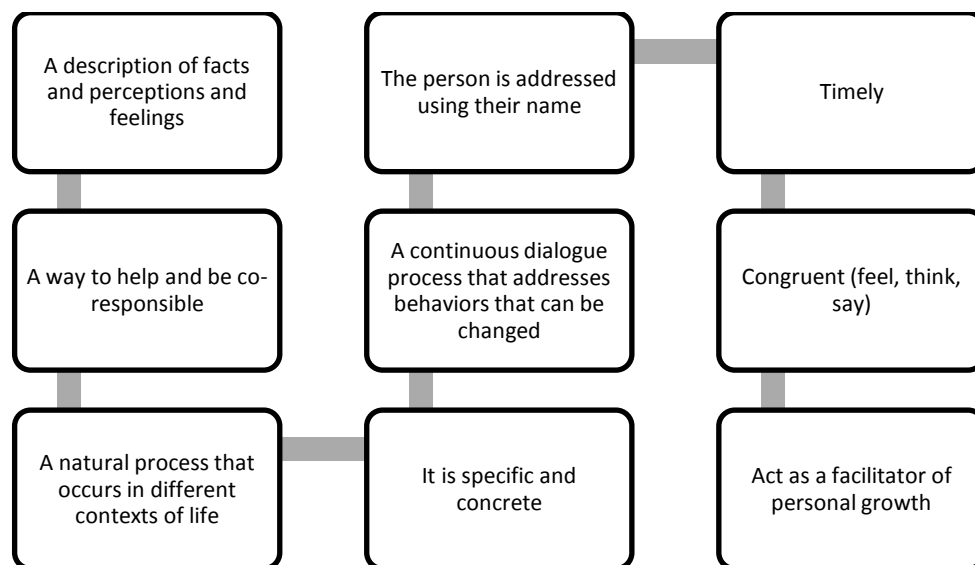 A description of facts
and perceptions and
feelings
A way to help and be co-
responsible
A natural process that
occurs in different
contexts of life
It is specific and
concrete
A continuous dialogue
process that addresses
behaviors that can be
changed
The person is addressed
using their name
Timely
Congruent (feel, think,
say)
Act as a facilitator of
personal growth